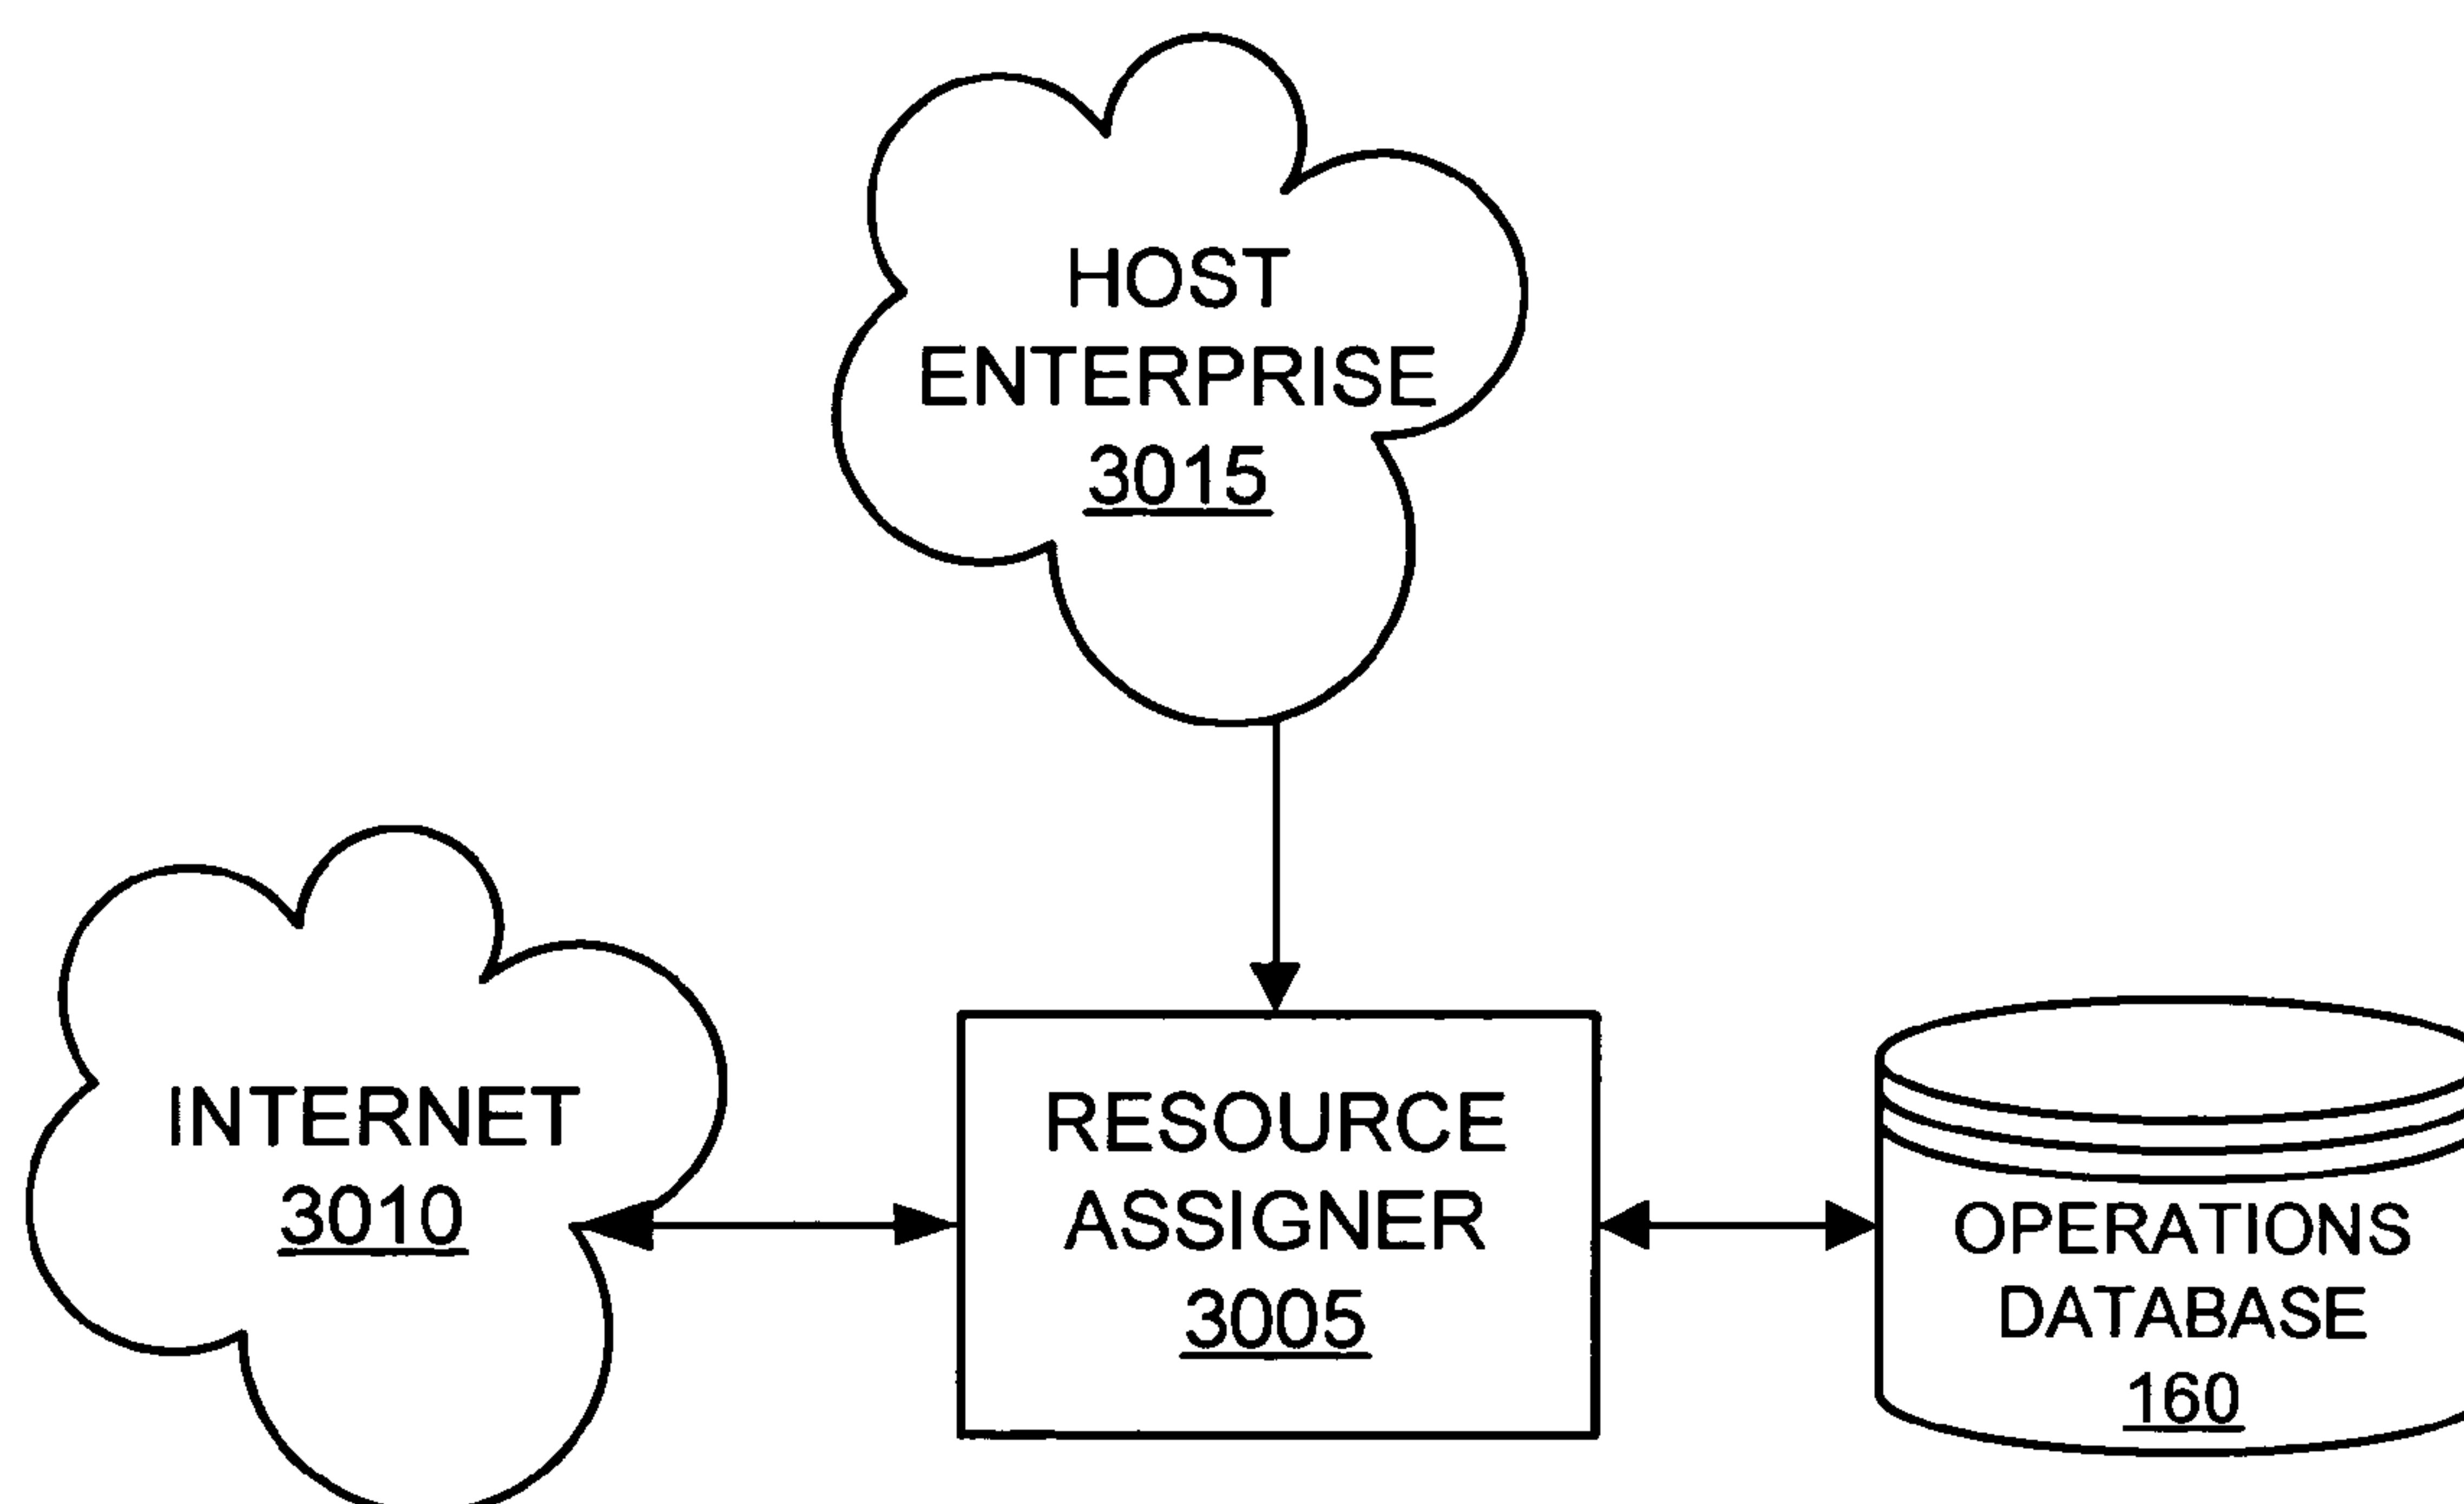 HOST
ENTERPRISE
3015
INTERNET
3010
RESOURCE
ASSIGNER
3005
OPERATIONS
DATABASE
160